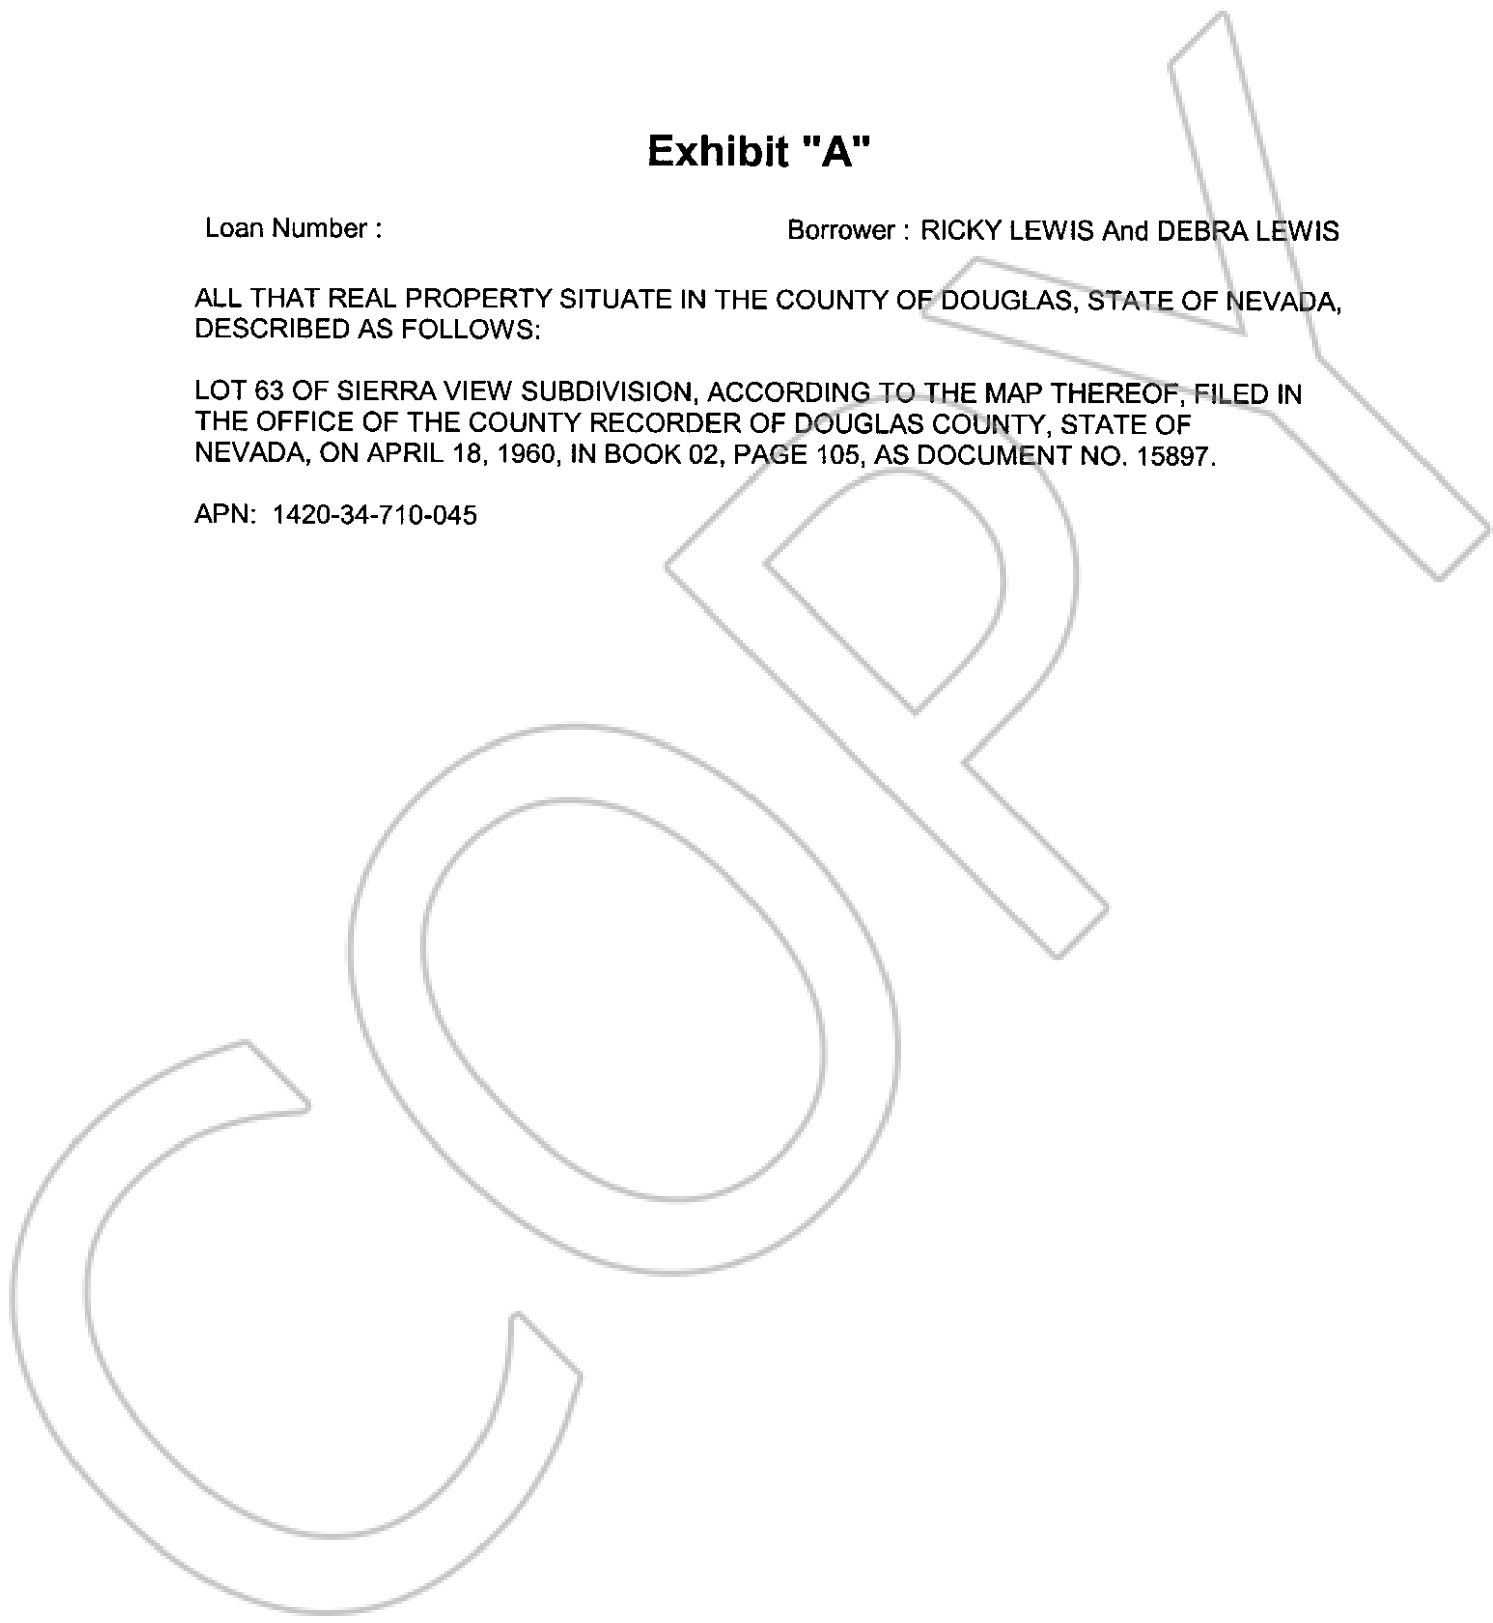 Exhibit "A"
Loan Number : Borrower : RICKY LEWIS And DEBRA LEWIS
ALL THAT REAL PROPERTY SITUATE IN THE COUNTY OF DOUGLAS, STATE OF NEVADA,
DESCRIBED AS FOLLOWS:
LOT 63 OF SIERRA VIEW SUBDIVISION, ACCORDING TO THE MAP THEREOF, FILED IN
THE OFFICE OF THE COUNTY RECORDER OF DOUGLAS COUNTY, STATE OF
NEVADA, ON APRIL 18, 1960, IN BOOK 02, PAGE 105, AS DOCUMENT NO. 15897.
APN: 1420-34-710-045
COPY